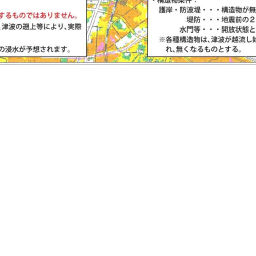 するものではありません。
、津波の遡上等により、実際
の浸水が予想されます。
・構造物条件：
護岸・防波堤・・・構造物が無
堤防・・・地震前の2
水門等・・・開放状態と
※各種構造物は、津波が越流し始
れ、無くなるものとする。